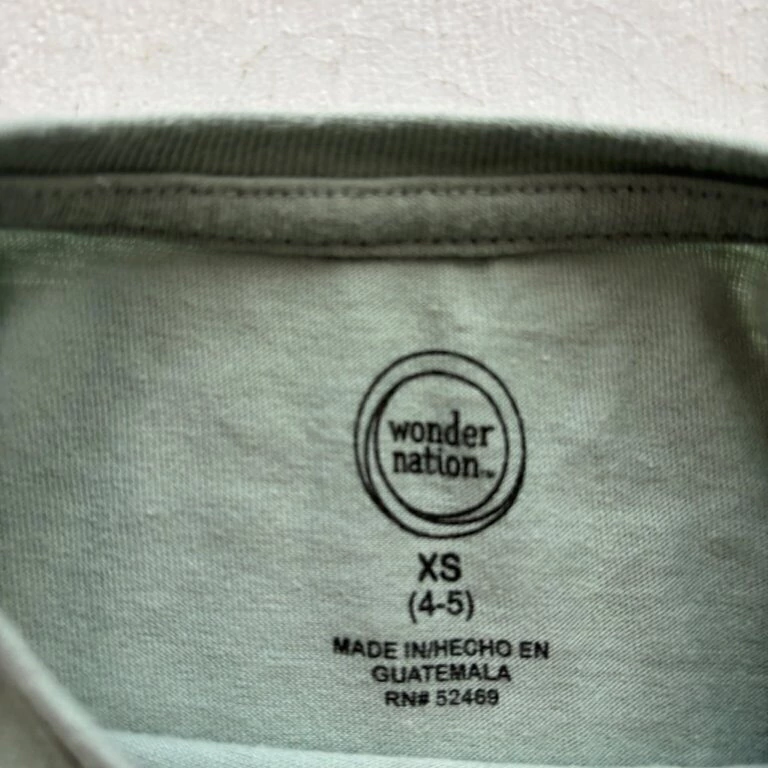 wonder
nation™
XS
(4-5)
MADE IN/HECHO EN
GUATEMALA
RN# 52469